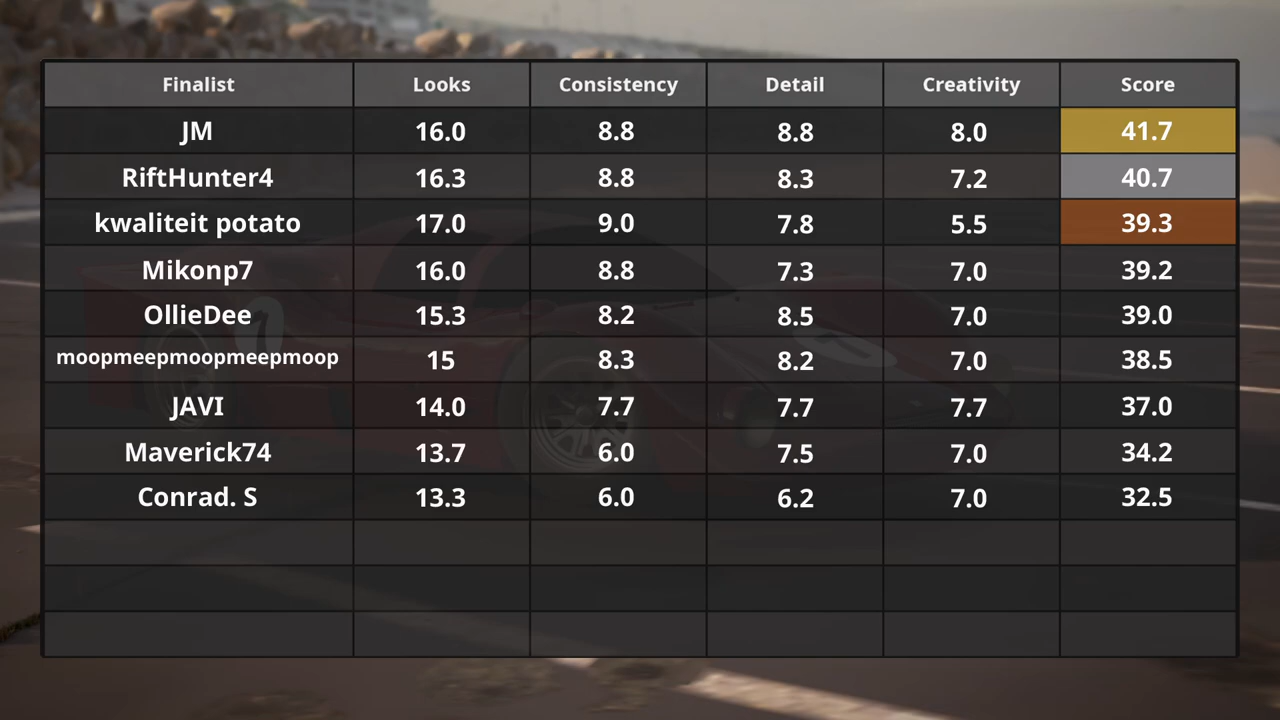 Finalist Looks Consistency Detail Creativity Score
JM 16.0 8.8 8.8 8.0 41.7
RiftHunter4 16.3 8.8 8.3 7.2 40.7
kwaliteit potato 17.0 9.0 7.8 5.5 39.3
Mikonp7 16.0 8.8 7.3 7.0 39.2
OllieDee 15.3 8.2 8.5 7.0 39.0
moopmeepmoopmeepmoop 15 8.3 8.2 7.0 38.5
JAVI 14.0 7.7 7.7 7.7 37.0
Maverick74 13.7 6.0 7.5 7.0 34.2
Conrad. S 13.3 6.0 6.2 7.0 32.5